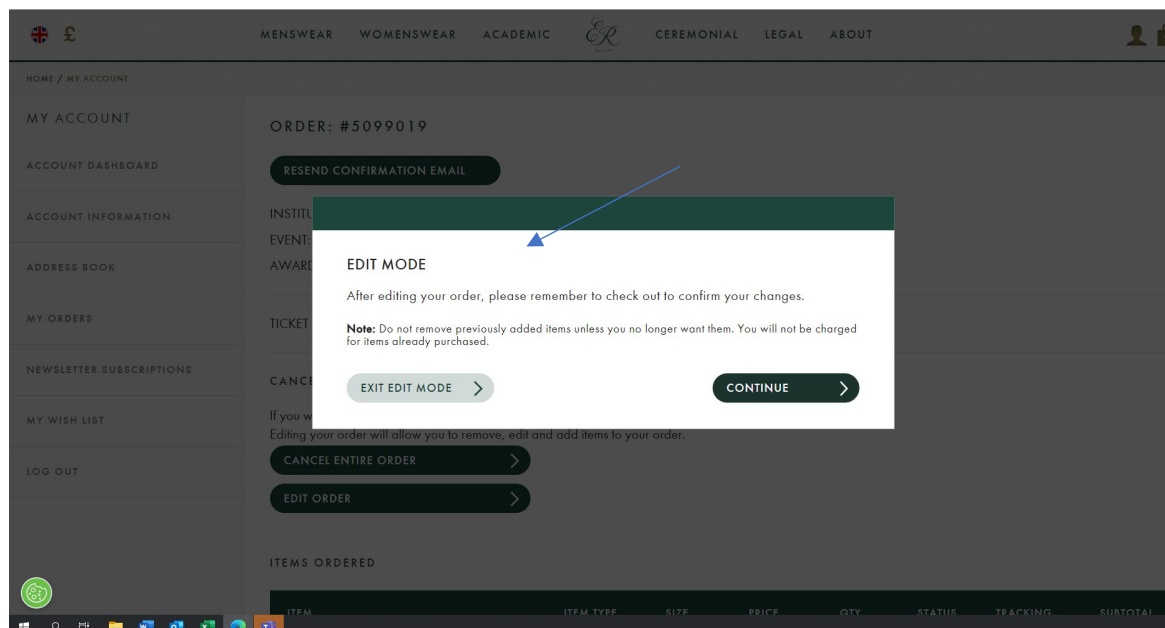 £
MENSWEAR WOMENSWEAR ACADEMIC ER CEREMONIAL LEGAL ABOUT
HOME / MY ACCOUNT
MY ACCOUNT
ACCOUNT DASHBOARD
ACCOUNT INFORMATION
ADDRESS BOOK
MY ORDERS
NEWSLETTER SUBSCRIPTIONS
MY WISH LIST
LOG OUT
ORDER: #5099019
RESEND CONFIRMATION EMAIL
INSTITU
EVENT:
AWARD
TICKET
EDIT MODE
After editing your order, please remember to check out to confirm your changes.
Note: Do not remove previously added items unless you no longer want them. You will not be charged
for items already purchased.
EXIT EDIT MODE
CONTINUE
CANCE
If you w
Editing your order will allow you to remove, edit and add items to your order.
CANCEL ENTIRE ORDER
EDIT ORDER
ITEMS ORDERED
ITEM ITEM TYPE SIZE PRICE QTY STATUS TRACKING SUBTOTAL